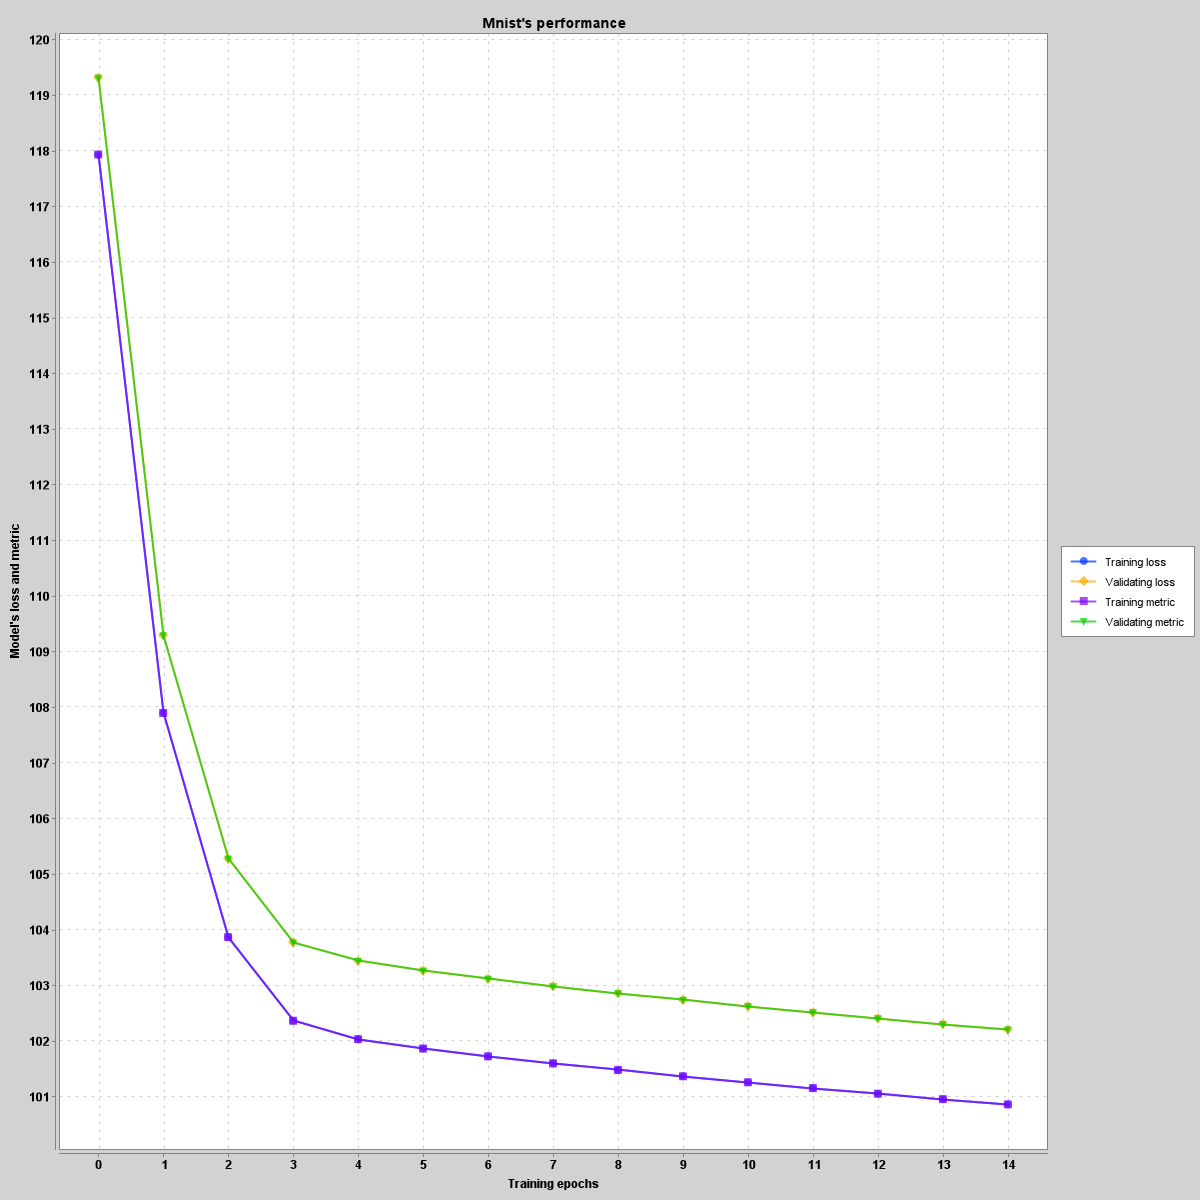 Mnist's performance
120
119
118
117
116
115
114
113
112
111
110
109
108
107
106
105
104
103
102
101
Model's loss and metric
0 1 2 3 4 5 6 7 8 9 10 11 12 13 14
Training epochs
Training loss
Validating loss
Training metric
Validating metric